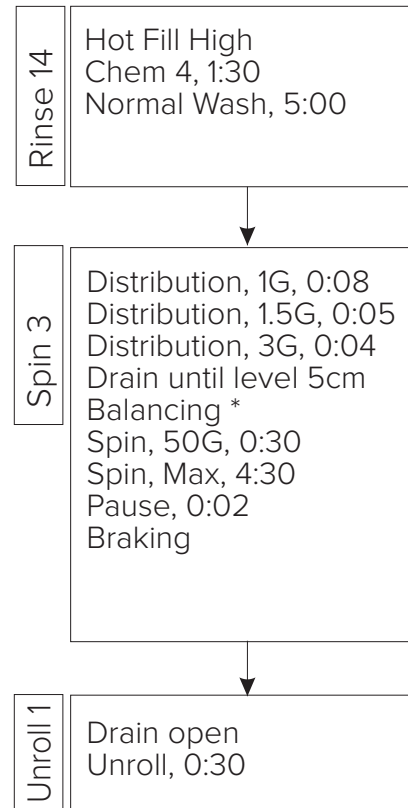 Rinse 14
Hot Fill High
Chem 4, 1:30
Normal Wash, 5:00
Spin 3
Distribution, 1G, 0:08
Distribution, 1.5G, 0:05
Distribution, 3G, 0:04
Drain until level 5cm
Balancing *
Spin, 50G, 0:30
Spin, Max, 4:30
Pause, 0:02
Braking
Unroll 1
Drain open
Unroll, 0:30